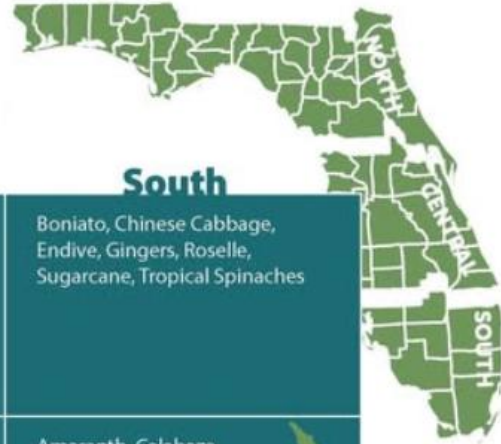 NORTH
South
CENTRAL
Boniato, Chinese Cabbage,
Endive, Gingers, Roselle,
Sugarcane, Tropical Spinaches
SOUTH